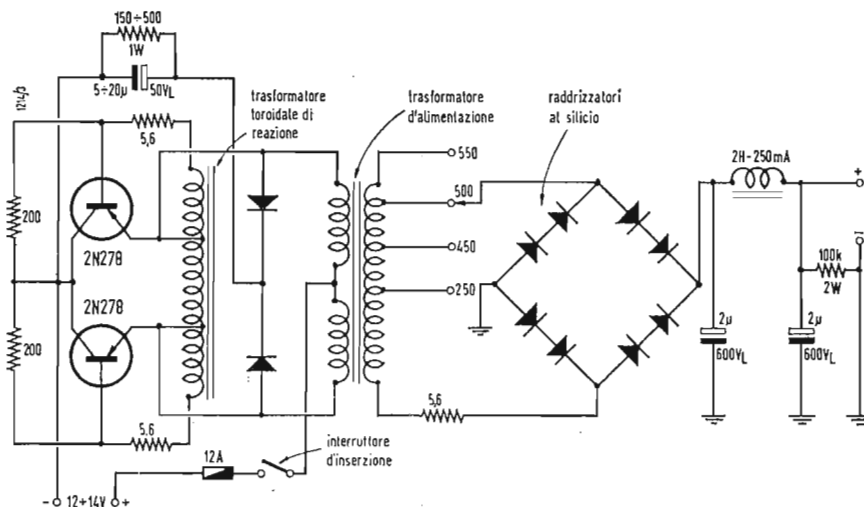 150÷500
1W
5÷20µ
50VL
1214/3
5,6
trasformatore
toroidale di
reazione
trasformatore
d'alimentazione
raddrizzatori
al silicio
550
500
450
250
2H-250mA
+
-
100k
2W
200
2N278
2N278
200
2µ
600VL
2µ
600VL
5,6
5,6
12A
interruttore
d'inserzione
- 12÷14V +